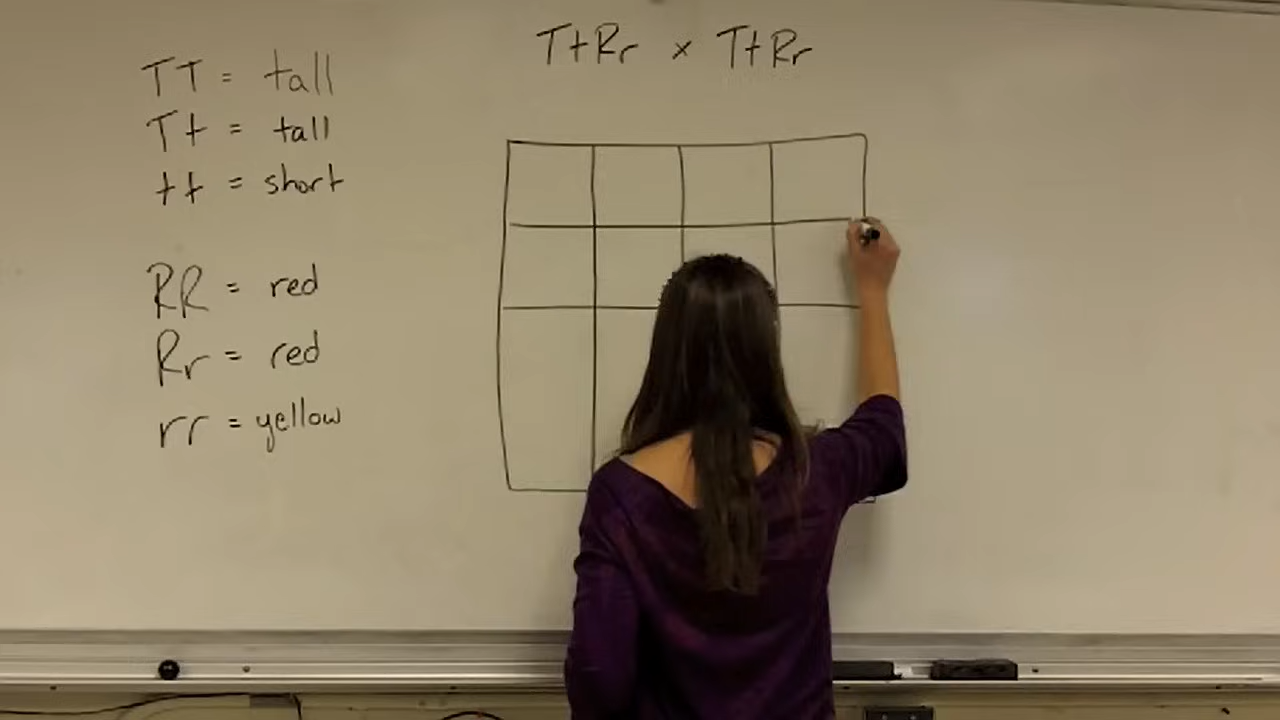 TtRr x TtRr
TT = tall
Tt = tall
tt = short
RR = red
Rr = red
rr = yellow